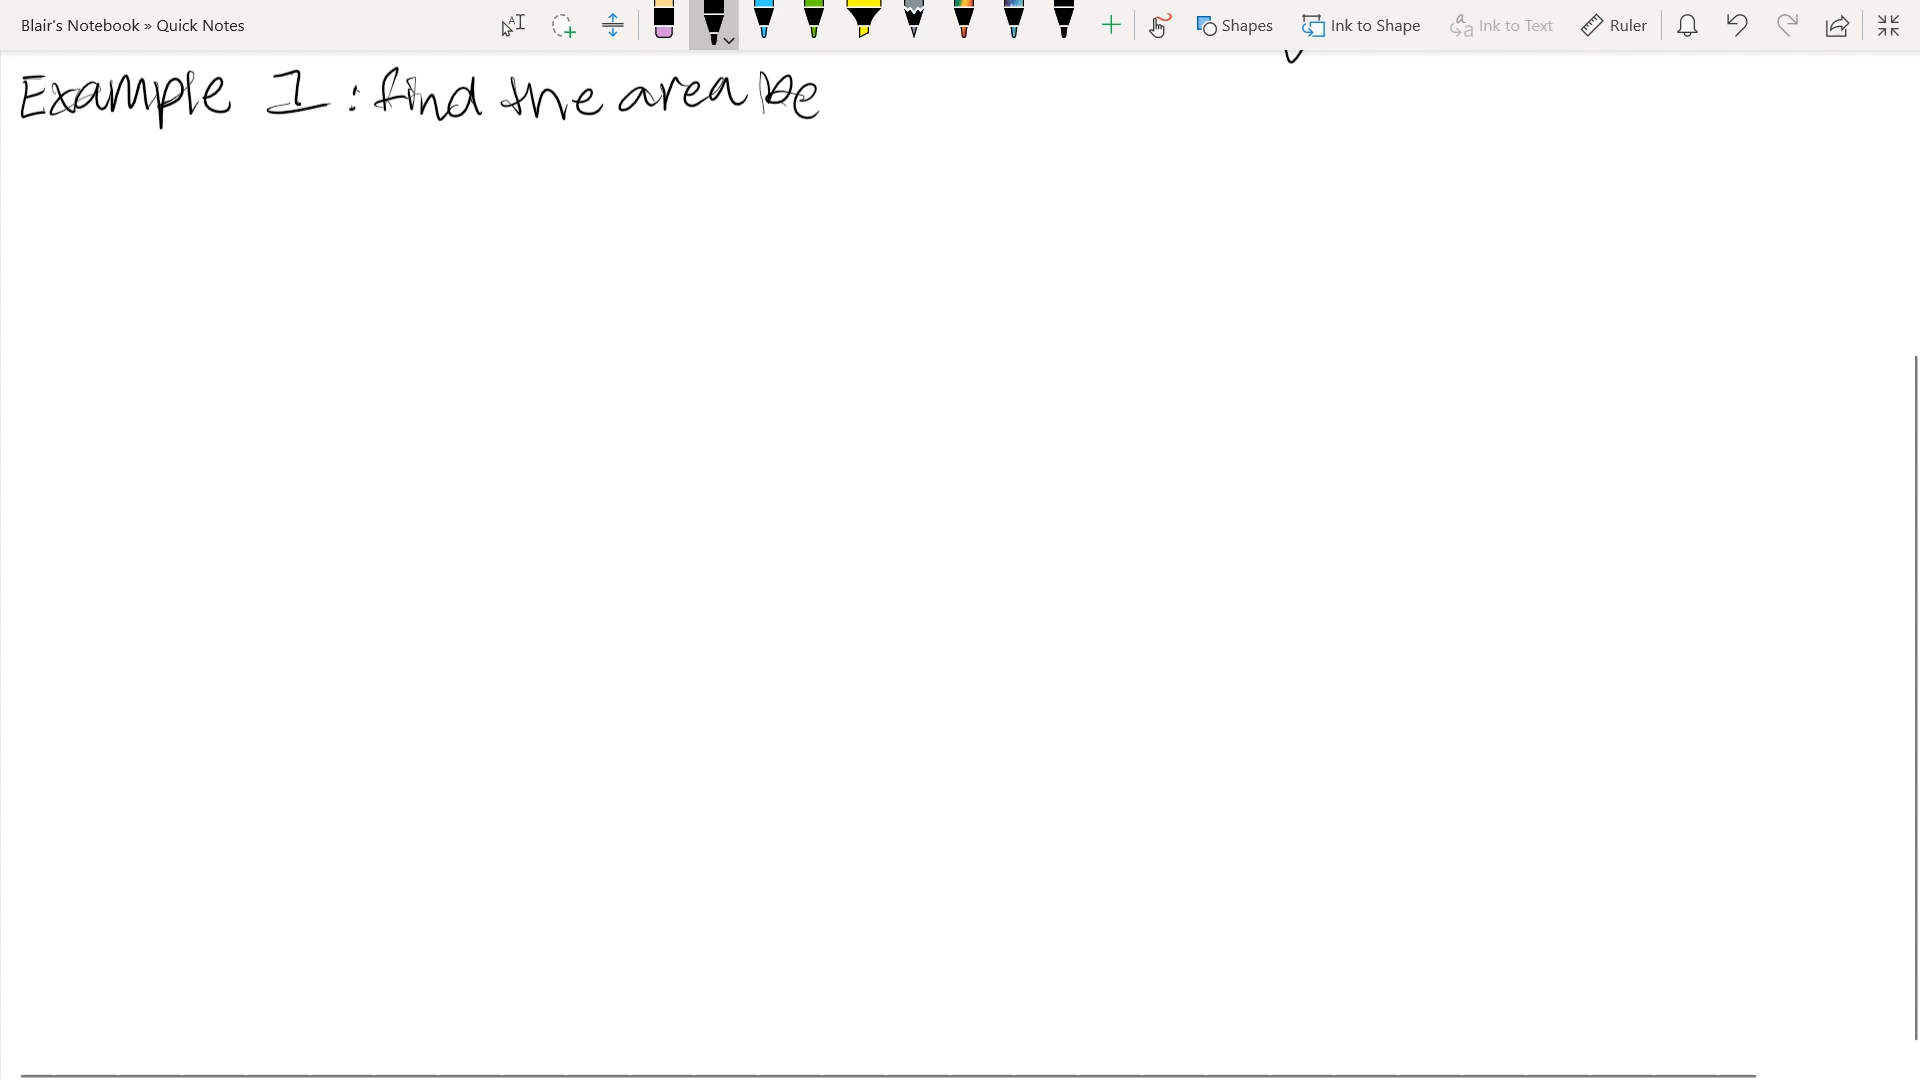 Blair's Notebook » Quick Notes Shapes Ink to Shape Ink to Text Ruler
Example 1 : find the area be